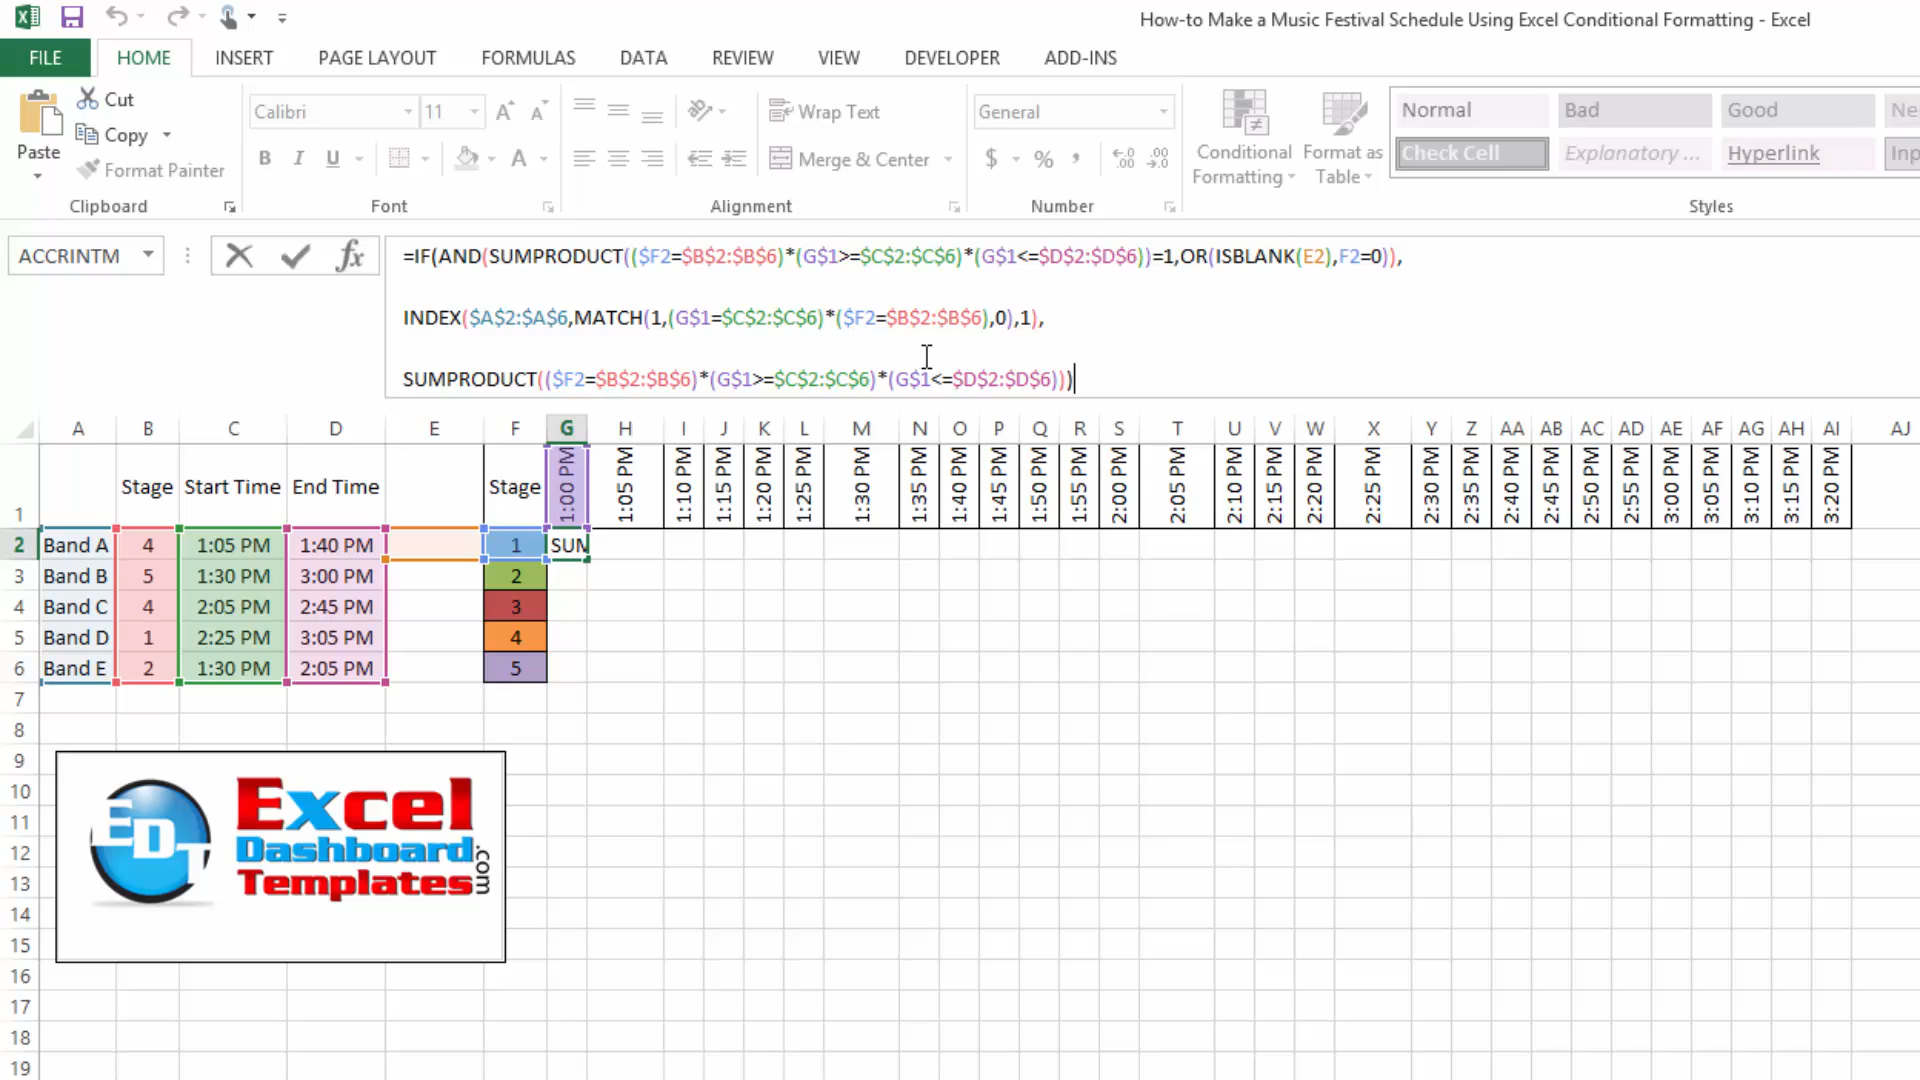 How-to Make a Music Festival Schedule Using Excel Conditional Formatting - Excel
FILE HOME INSERT PAGE LAYOUT FORMULAS DATA REVIEW VIEW DEVELOPER ADD-INS
Paste
Cut
Copy
Format Painter
Clipboard
Calibri 11
B I U A
Font
Wrap Text
Merge & Center
Alignment
General
$ % ,
Number
Conditional Formatting
Format as Table
Normal Bad Good Ne
Check Cell Explanatory ... Hyperlink Inp
Styles
ACCRINTM
fx
=IF(AND(SUMPRODUCT(($F2=$B$2:$B$6)*(G$1>=$C$2:$C$6)*(G$1<=$D$2:$D$6))=1,OR(ISBLANK(E2),F2=0)),
INDEX($A$2:$A$6,MATCH(1,(G$1=$C$2:$C$6)*($F2=$B$2:$B$6),0),1),
SUMPRODUCT(($F2=$B$2:$B$6)*(G$1>=$C$2:$C$6)*(G$1<=$D$2:$D$6)))
A B C D E F G H I J K L M N O P Q R S T U V W X Y Z AA AB AC AD AE AF AG AH AI AJ
1 Stage Start Time End Time Stage 1:00 PM 1:05 PM 1:10 PM 1:15 PM 1:20 PM 1:25 PM 1:30 PM 1:35 PM 1:40 PM 1:45 PM 1:50 PM 1:55 PM 2:00 PM 2:05 PM 2:10 PM 2:15 PM 2:20 PM 2:25 PM 2:30 PM 2:35 PM 2:40 PM 2:45 PM 2:50 PM 2:55 PM 3:00 PM 3:05 PM 3:10 PM 3:15 PM 3:20 PM
2 Band A 4 1:05 PM 1:40 PM 1 SUM
3 Band B 5 1:30 PM 3:00 PM 2
4 Band C 4 2:05 PM 2:45 PM 3
5 Band D 1 2:25 PM 3:05 PM 4
6 Band E 2 1:30 PM 2:05 PM 5
7
8
9
10
11
12
13
14
15
16
17
18
19
EDT
Excel
Dashboard
Templates
.com